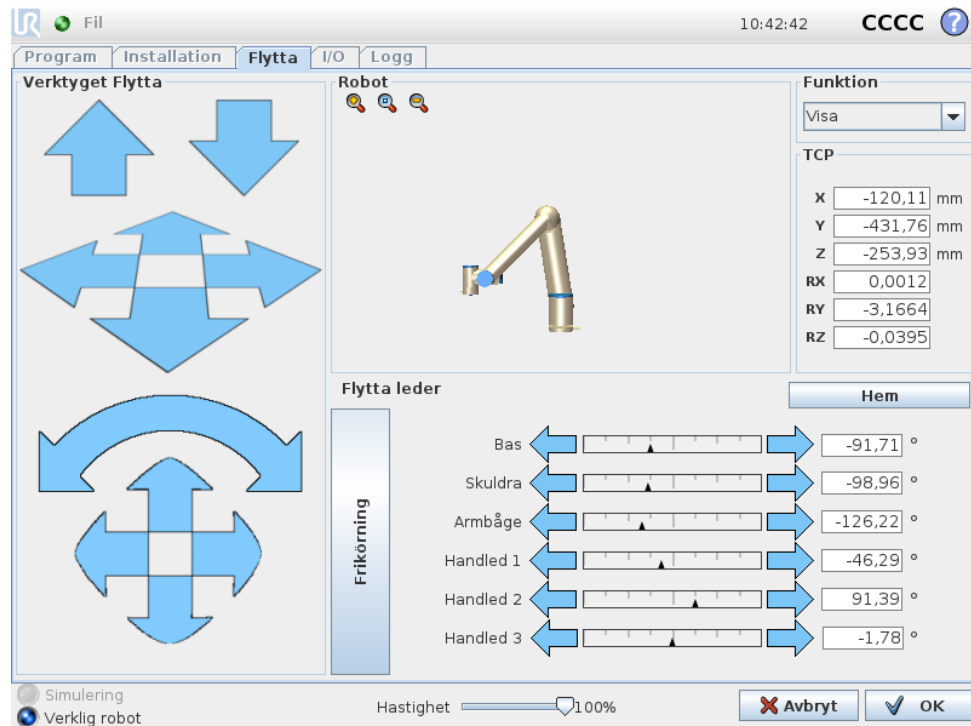 UR Fil 10:42:42 CCCC ?
Program Installation Flytta I/O Logg
Verktyget Flytta
Robot
Funktion
Visa
TCP
X -120,11 mm
Y -431,76 mm
Z -253,93 mm
RX 0,0012
RY -3,1664
RZ -0,0395
Flytta leder
Hem
Frikörning
Bas -91,71 °
Skuldra -98,96 °
Armbåge -126,22 °
Handled 1 -46,29 °
Handled 2 91,39 °
Handled 3 -1,78 °
Simulering
Verklig robot
Hastighet 100%
Avbryt
OK